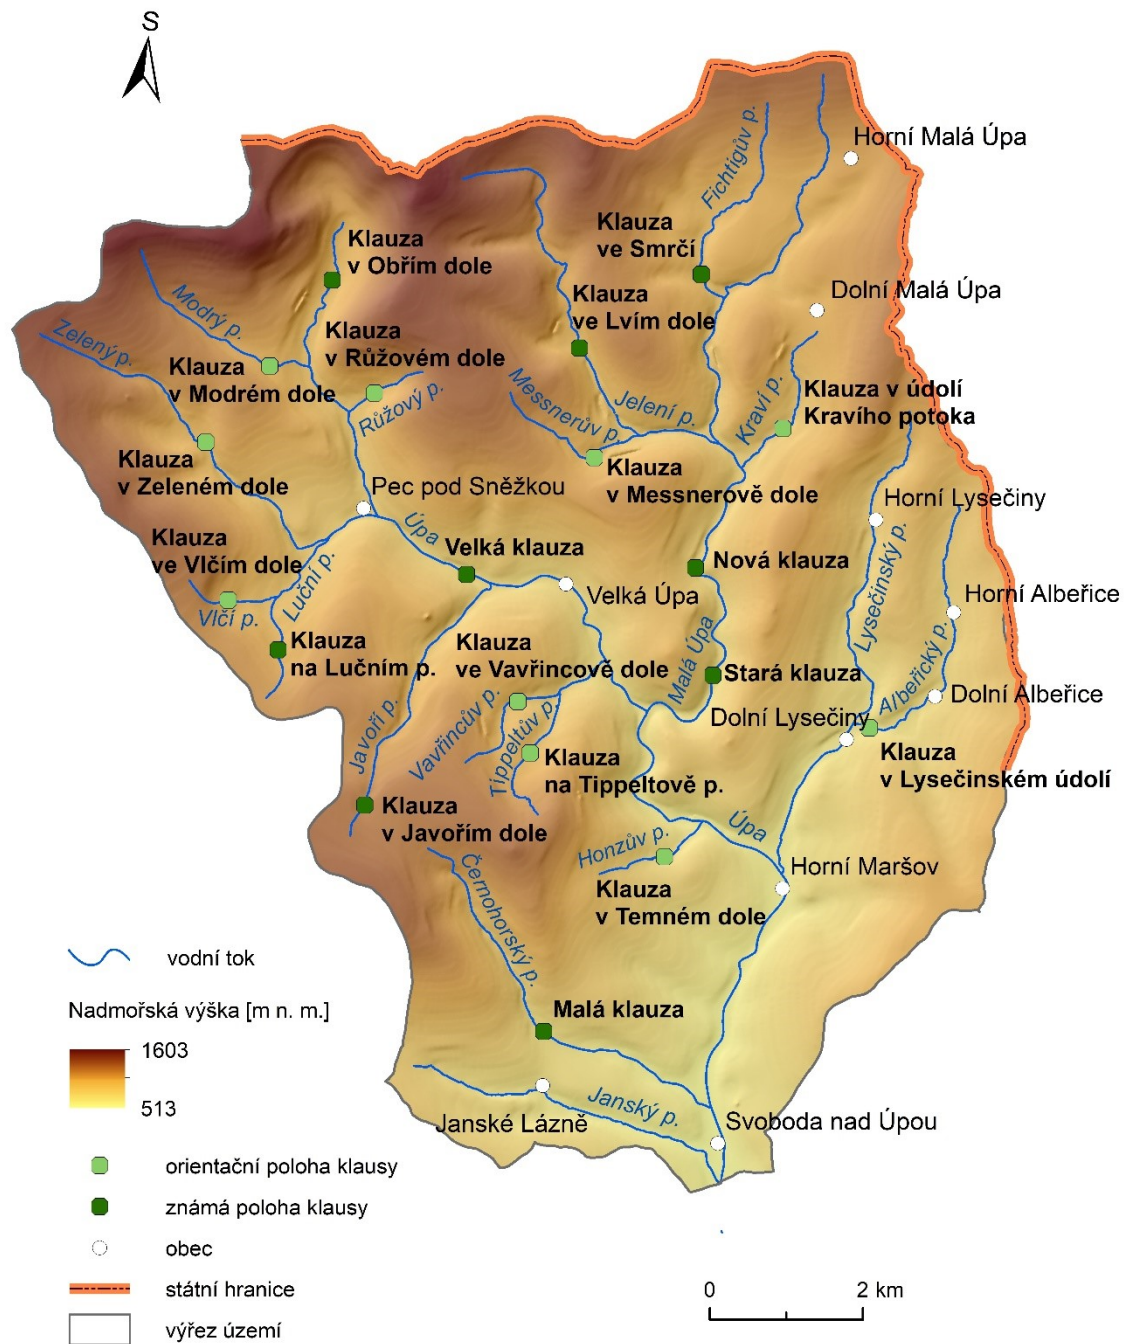 S
Horní Malá Úpa
Fichtigův p.
Klauza
ve Smrčí
Klauza
v Obřím dole
Dolní Malá Úpa
Modrý p.
Klauza
ve Lvím dole
Zelený p.
Klauza
v Růžovém dole
Klauza
v Modrém dole
Růžový p.
Messnerův p.
Jelení p.
Kraví p.
Klauza v údolí
Kravího potoka
Klauza
v Zeleném dole
Pec pod Sněžkou
Klauza
v Messnerově dole
Horní Lysečiny
Úpa
Klauza
ve Vlčím dole
Velká klauza
Nová klauza
Lysečinský p.
Luční p.
Vlčí p.
Velká Úpa
Horní Albeřice
Klauza
na Lučním p.
Klauza
ve Vavřincově dole
Malá Úpa
Stará klauza
Albeřický p.
Dolní Albeřice
Dolní Lysečiny
Javoří p.
Vavřincův p.
Tippeltův p.
Klauza
na Tippeltově p.
Klauza
v Lysečinském údolí
Klauza
v Javořím dole
Úpa
Honzův p.
Horní Maršov
Klauza
v Temném dole
Černohorský p.
Malá klauza
Janský p.
Janské Lázně
Svoboda nad Úpou
vodní tok
Nadmořská výška [m n. m.]
1603
513
orientační poloha klausy
známá poloha klausy
obec
státní hranice
výřez území
0 2 km